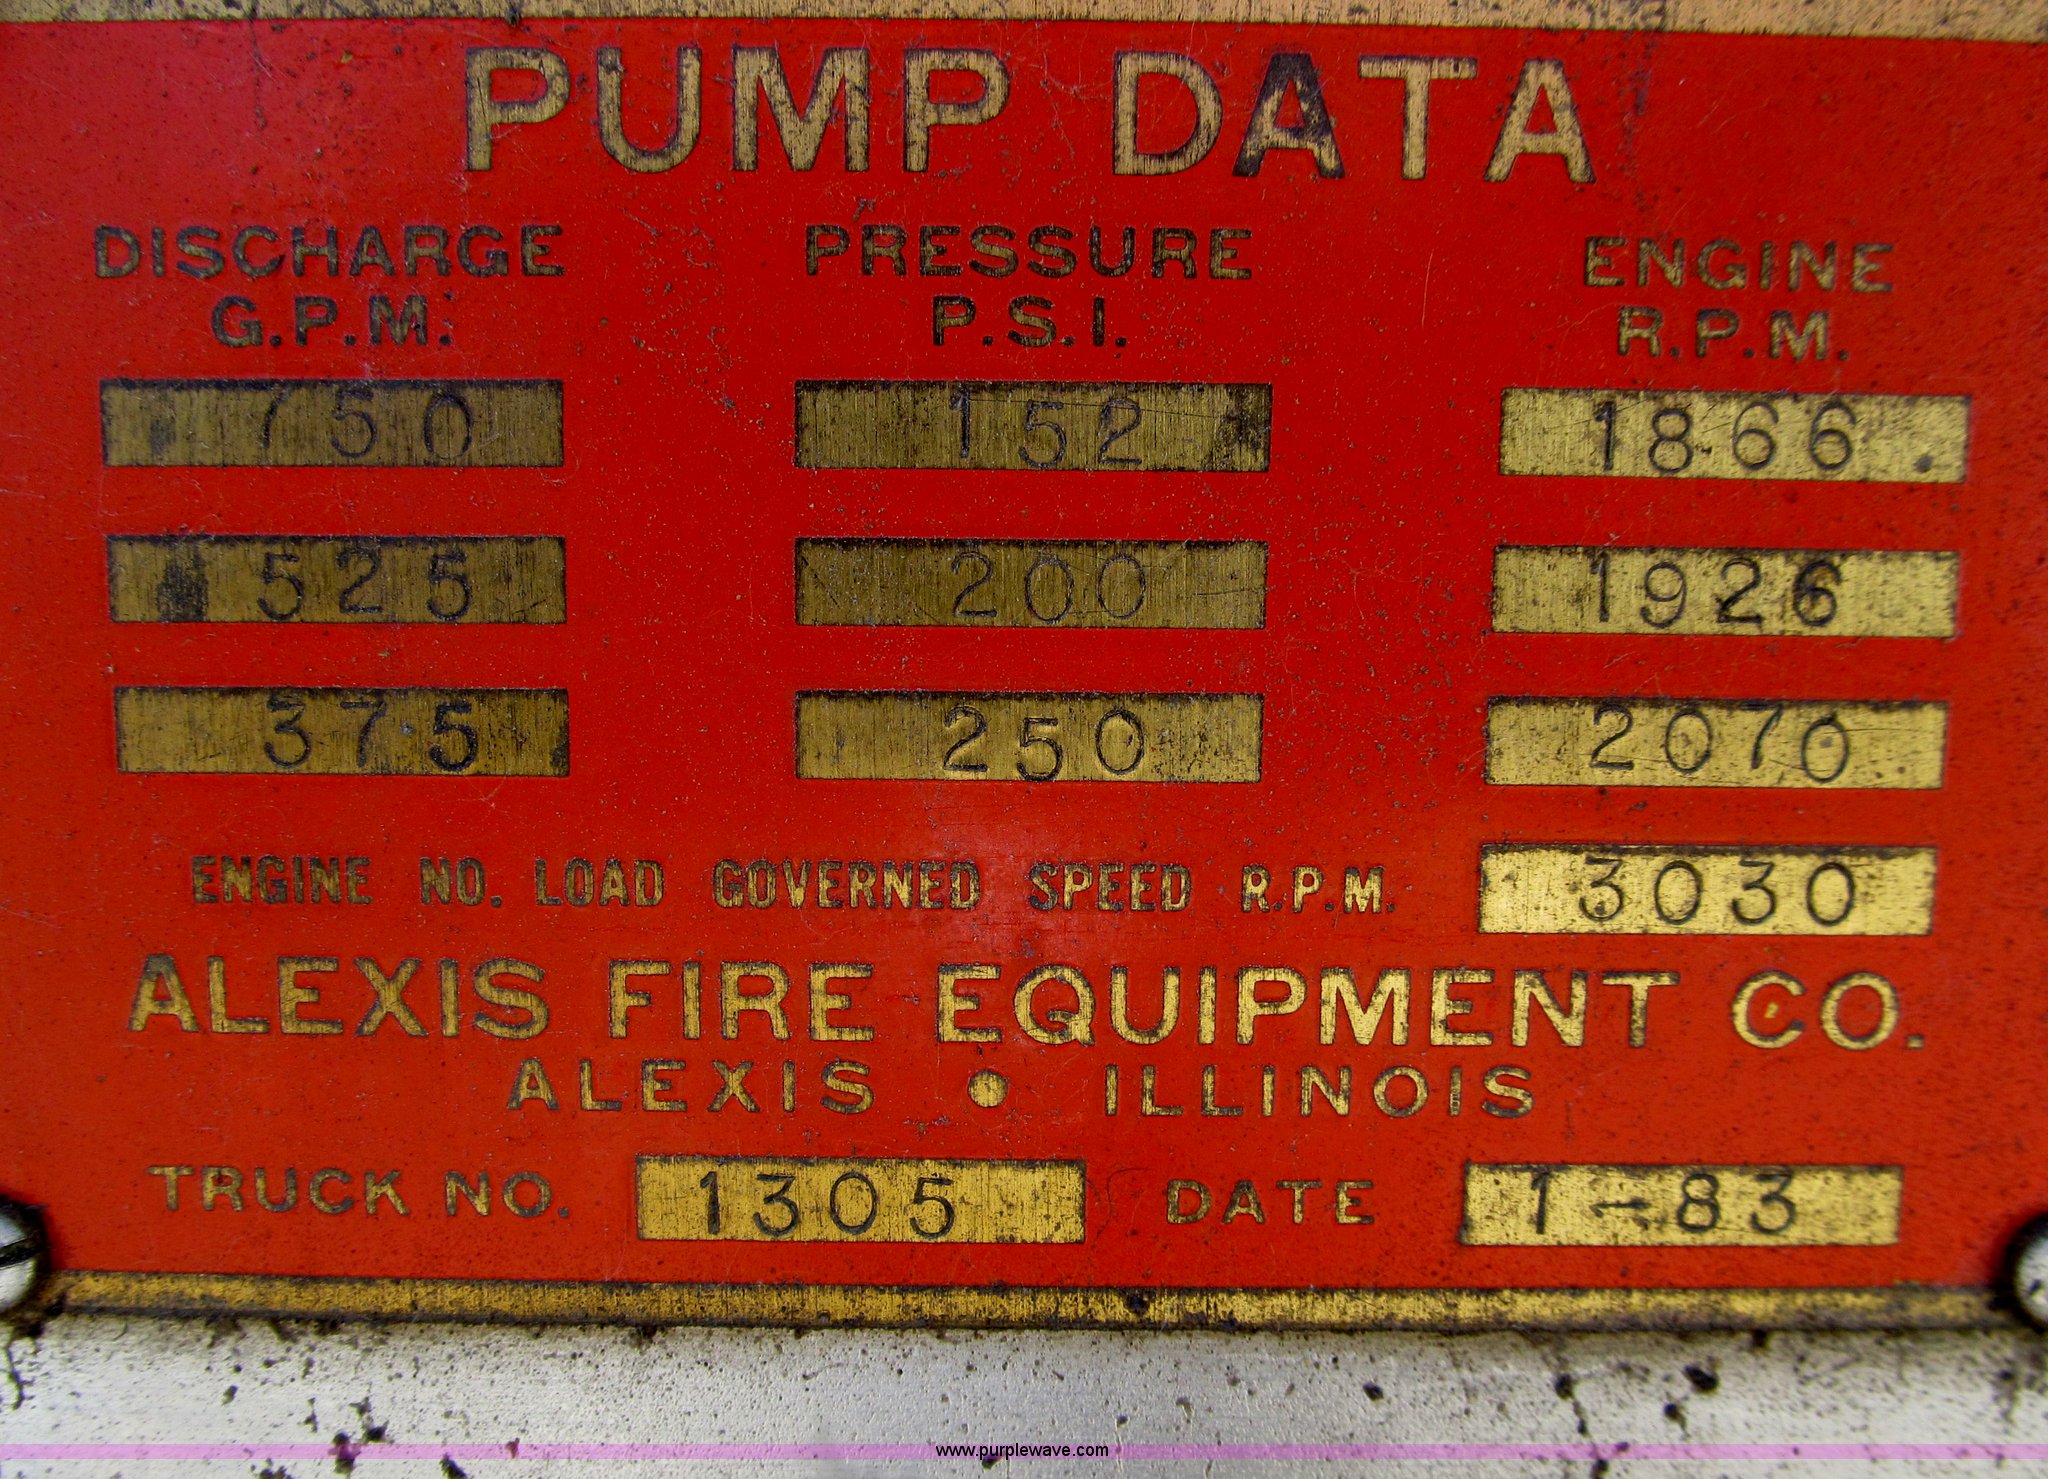 PUMP DATA
DISCHARGE G.P.M. PRESSURE P.S.I. ENGINE R.P.M.
750 152 1866
525 200 1926
375 250 2070
ENGINE NO. LOAD GOVERNED SPEED R.P.M. 3030
ALEXIS FIRE EQUIPMENT CO.
ALEXIS • ILLINOIS
TRUCK NO. 1305 DATE 1-83
www.purplewave.com